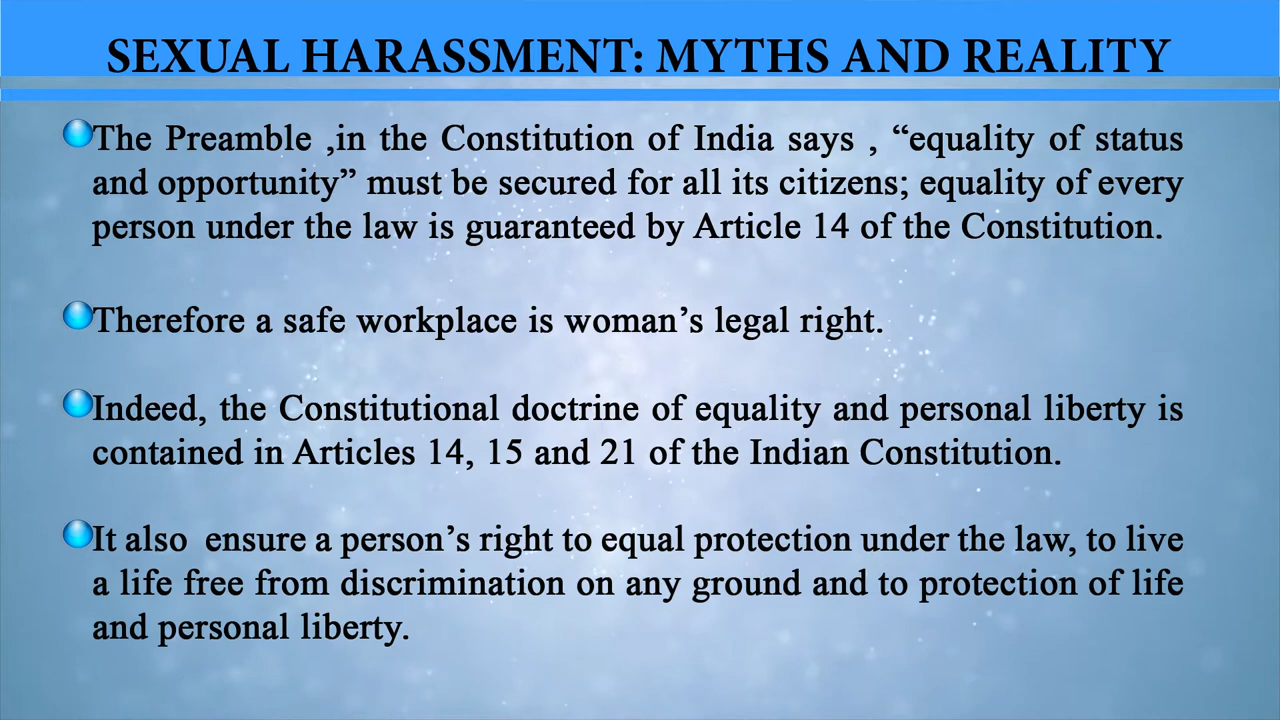 SEXUAL HARASSMENT: MYTHS AND REALITY
The Preamble ,in the Constitution of India says , “equality of status
and opportunity” must be secured for all its citizens; equality of every
person under the law is guaranteed by Article 14 of the Constitution.
Therefore a safe workplace is woman’s legal right.
Indeed, the Constitutional doctrine of equality and personal liberty is
contained in Articles 14, 15 and 21 of the Indian Constitution.
It also  ensure a person’s right to equal protection under the law, to live
a life free from discrimination on any ground and to protection of life
and personal liberty.